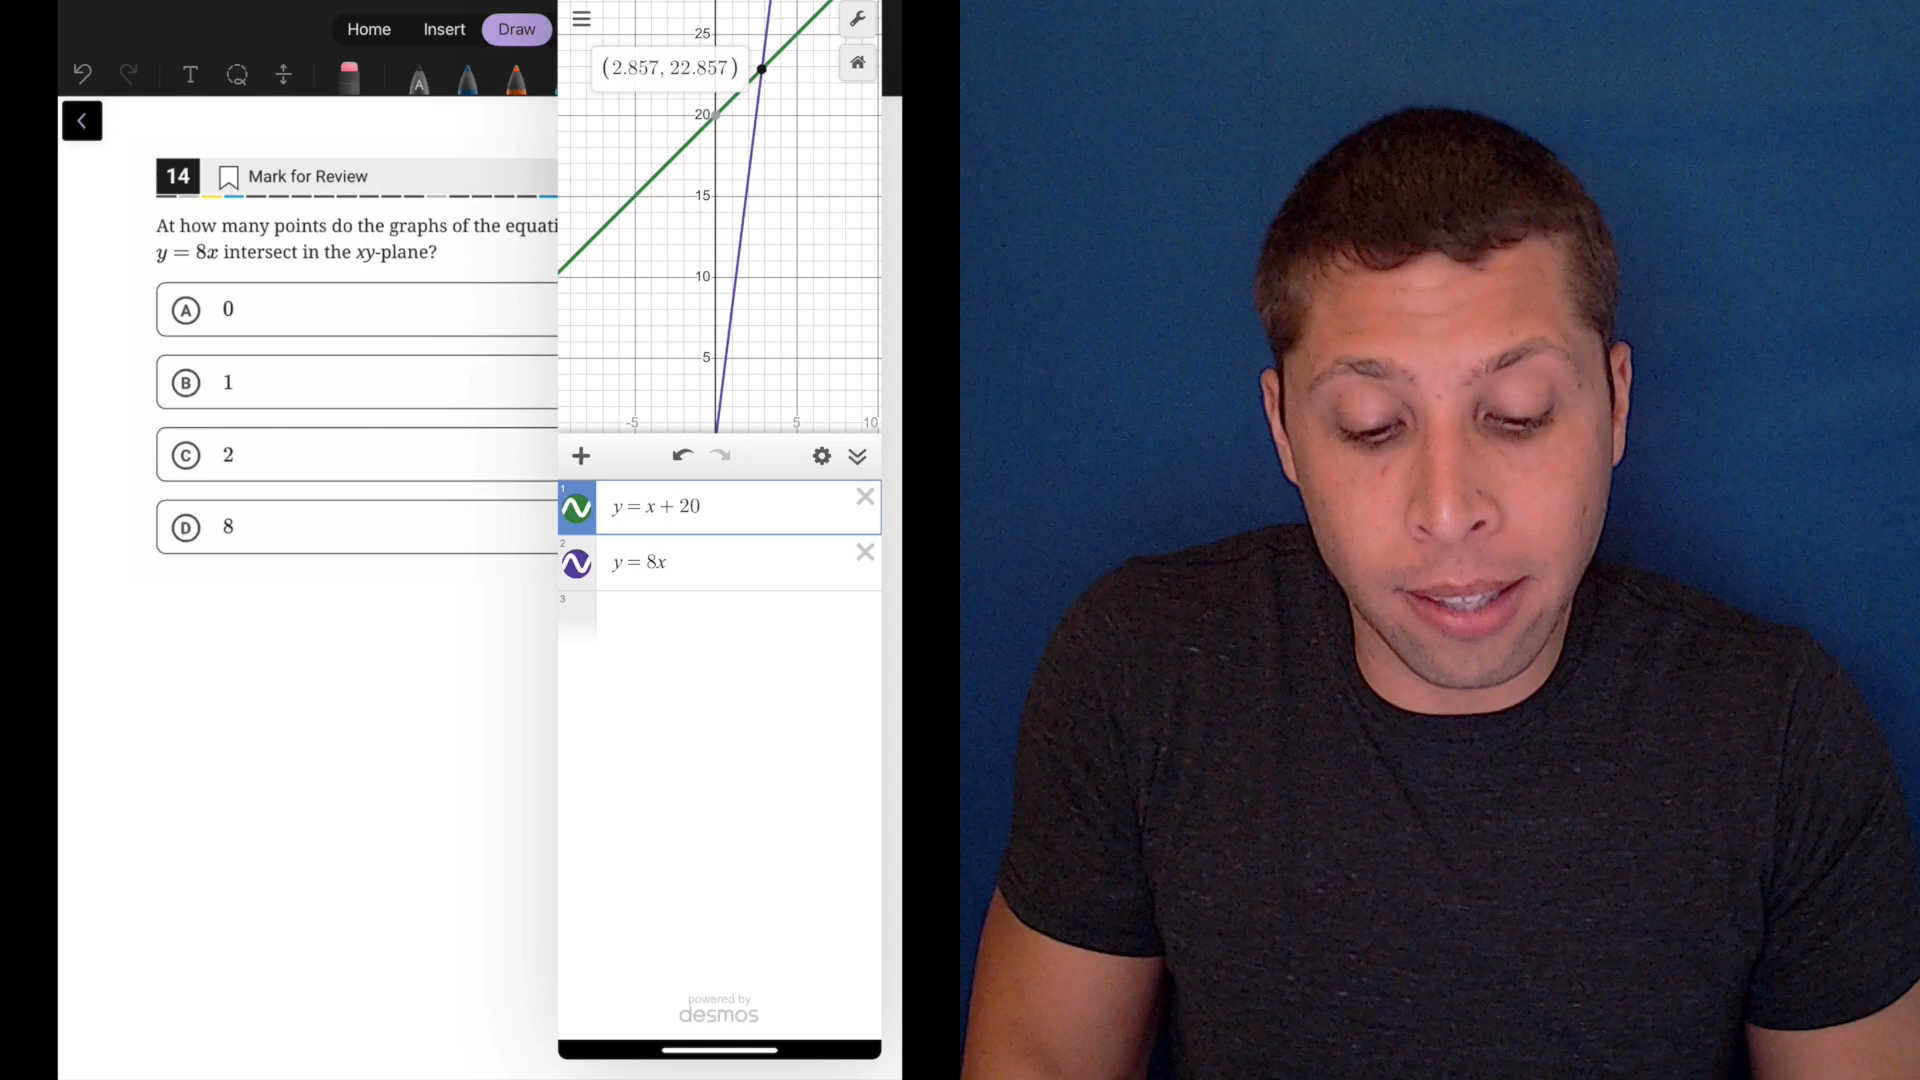 Home Insert Draw
14 Mark for Review
At how many points do the graphs of the equati
y = 8x intersect in the xy-plane?
A 0
B 1
C 2
D 8
(2.857, 22.857)
25
20
15
10
5
-5 5 10
1 y = x + 20
2 y = 8x
3
powered by
desmos